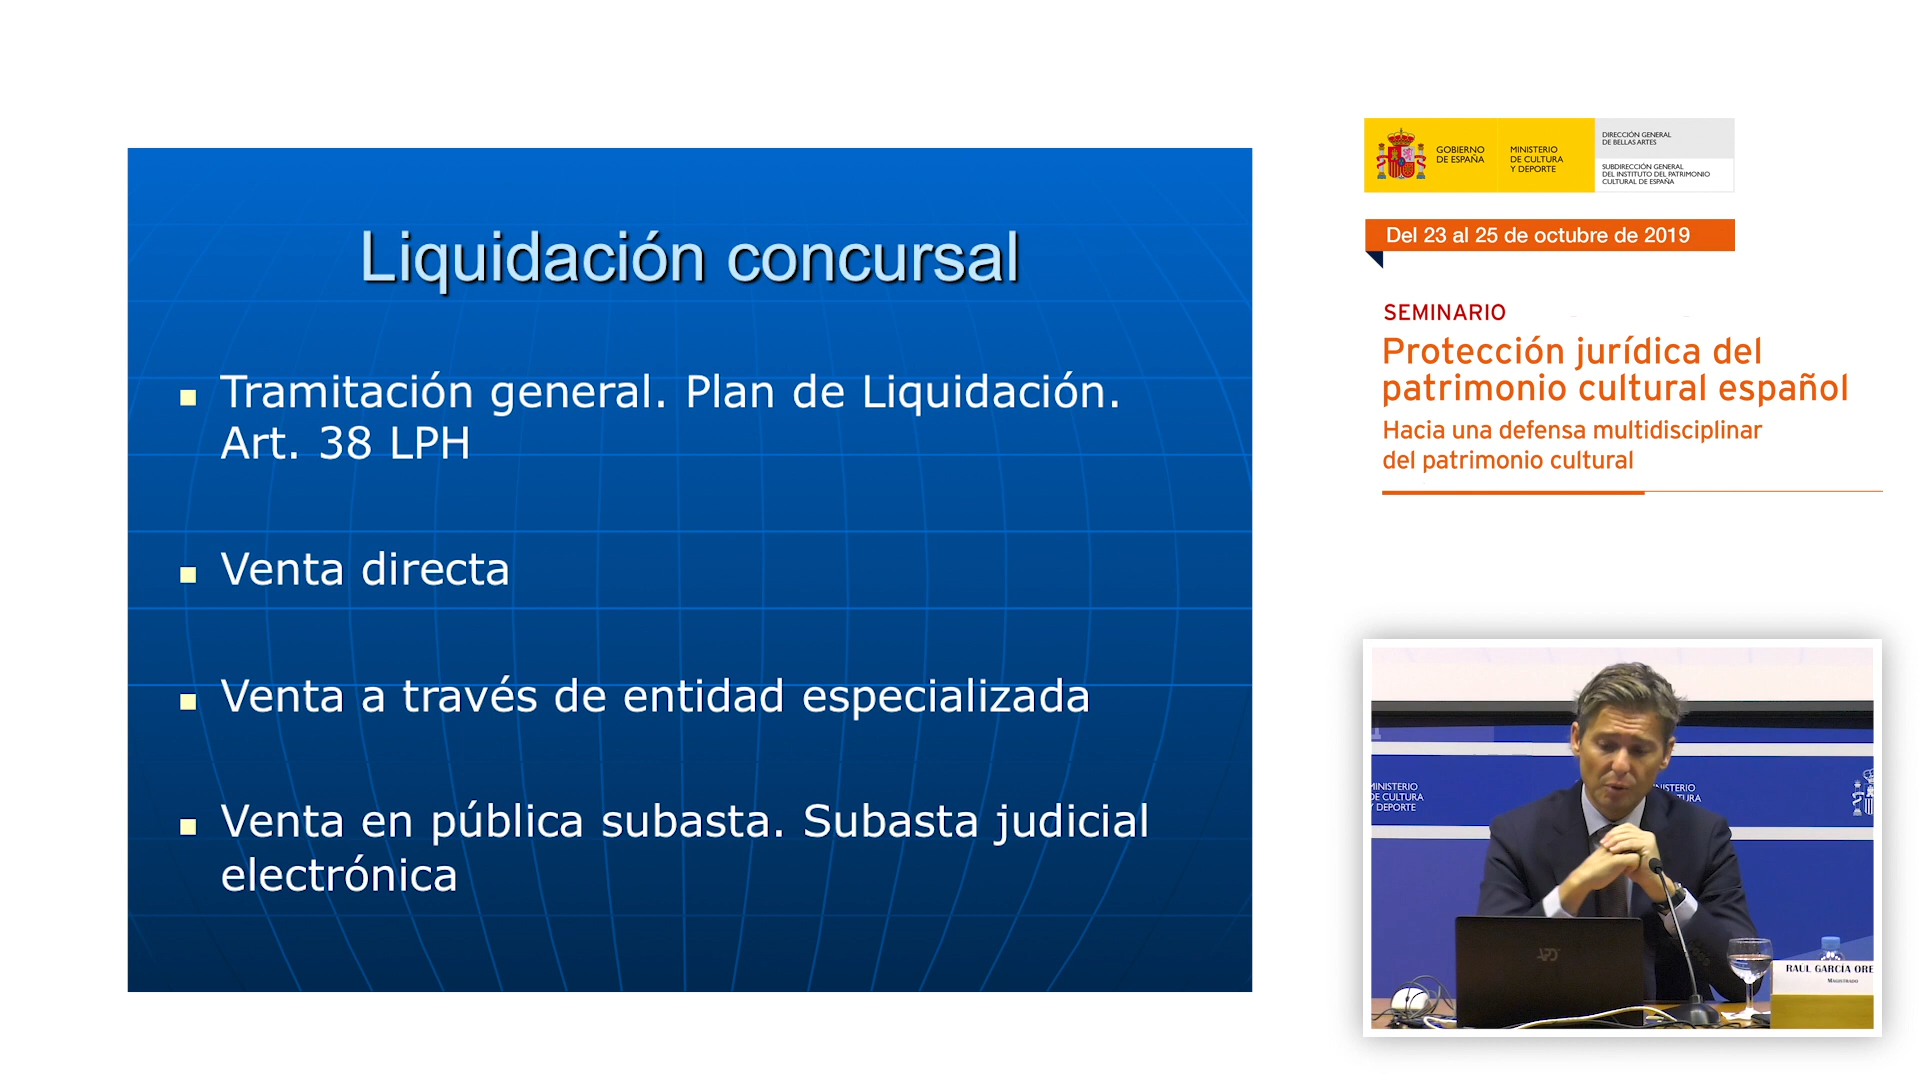 Liquidación concursal
Tramitación general. Plan de Liquidación.
Art. 38 LPH
Venta directa
Venta a través de entidad especializada
Venta en pública subasta. Subasta judicial
electrónica
GOBIERNO
DE ESPAÑA
MINISTERIO
DE CULTURA
Y DEPORTE
DIRECCIÓN GENERAL
DE BELLAS ARTES
SUBDIRECCIÓN GENERAL
DEL INSTITUTO DEL PATRIMONIO
CULTURAL DE ESPAÑA
Del 23 al 25 de octubre de 2019
SEMINARIO
Protección jurídica del
patrimonio cultural español
Hacia una defensa multidisciplinar
del patrimonio cultural
MINISTERIO
DE CULTURA
Y DEPORTE
RAUL GARCÍA ORE
MAGISTRADO